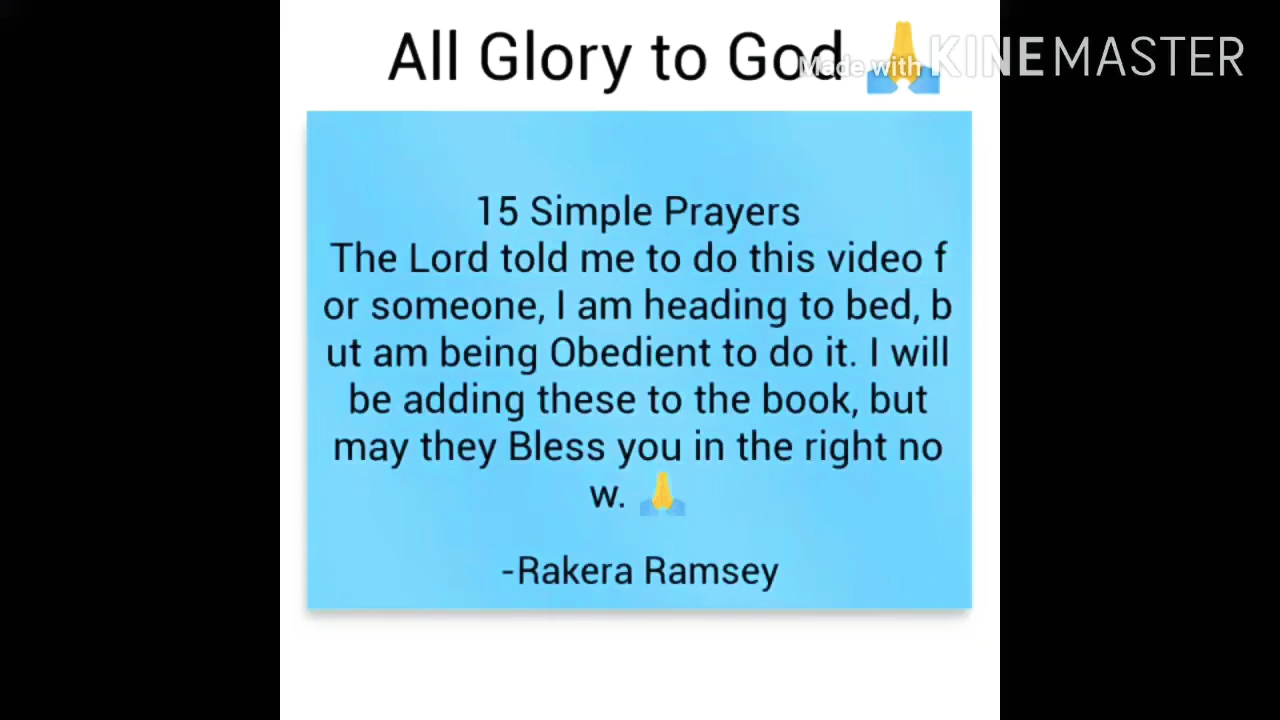 All Glory to God 🙏
Made with KINEMASTER
15 Simple Prayers
The Lord told me to do this video f
or someone, I am heading to bed, b
ut am being Obedient to do it. I will
be adding these to the book, but
may they Bless you in the right no
w. 🙏
-Rakera Ramsey